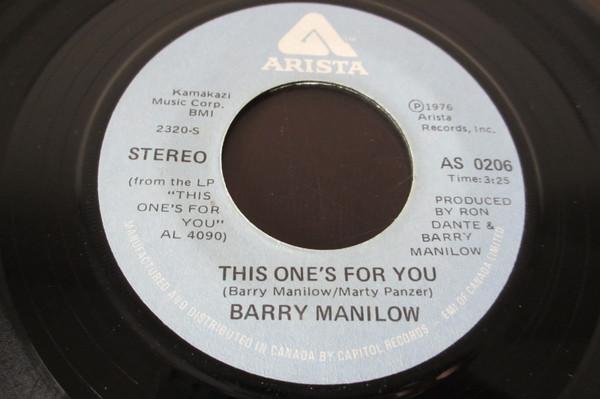 ARISTA™
Kamakazi
Music Corp.
BMI
2320-S
STEREO
(from the LP
"THIS
ONE'S FOR
YOU"
AL 4090)
Ⓟ1976
Arista
Records, Inc.
AS 0206
Time:3:25
PRODUCED
BY RON
DANTE &
BARRY
MANILOW
THIS ONE'S FOR YOU
(Barry Manilow/Marty Panzer)
BARRY MANILOW
MANUFACTURED AND DISTRIBUTED IN CANADA BY CAPITOL RECORDS – EMI OF CANADA LIMITED